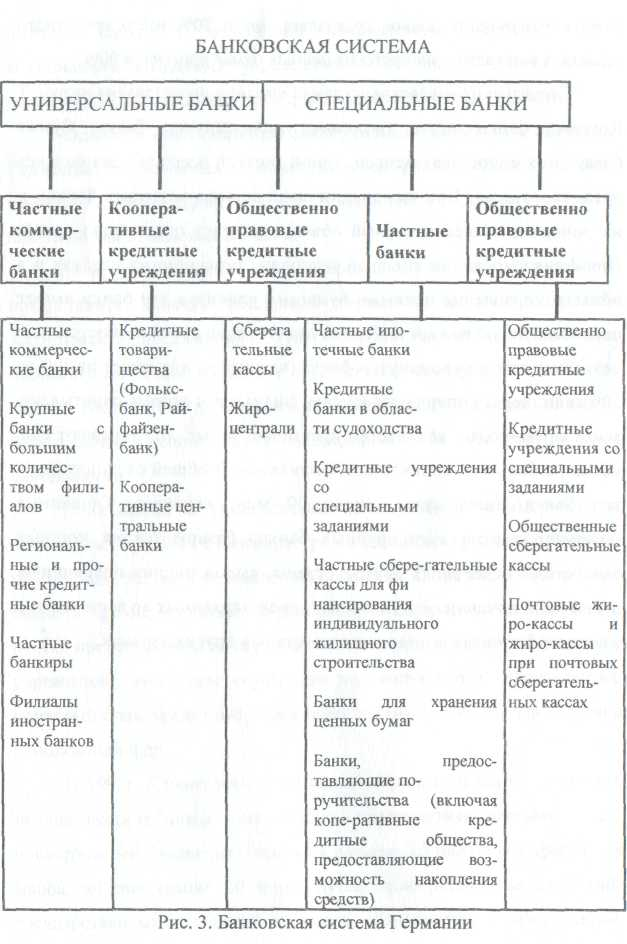 БАНКОВСКАЯ СИСТЕМА
УНИВЕРСАЛЬНЫЕ БАНКИ СПЕЦИАЛЬНЫЕ БАНКИ
Частные
коммер-
ческие
банки
Коопера-
тивные
кредитные
учреждения
Общественно
правовые
кредитные
учреждения
Частные
банки
Общественно
правовые
кредитные
учреждения
Частные
коммерчес-
кие банки
Крупные
банки с
большим
количес-
твом фили-
алов
Региональ-
ные и про-
чие кредит-
ные банки
Частные
банкиры
Филиалы
иностран-
ных банков
Кредитные
товари-
щества
(Фолькс-
банк, Рай-
файзен-
банк)
Коопера-
тивные цен-
тральные
банки
Сберега
тельные
кассы
Жиро-
централи
Частные ипо-
течные банки
Кредитные
банки в облас-
ти судоходства
Кредитные учреждения
со
специальными
заданиями
Частные сбере-гательные
кассы для фи
нансирования
индивидуального
жилищного
строительства
Банки для хранения
ценных бумаг
Банки, предос-
тавляющие по-
ручительства (включая
копе-ративные кре-
дитные общества,
предоставляющие воз-
можность накопления
средств)
Общественно
правовые
кредитные
учреждения
Кредитные
учреждения со
специальными
заданиями
Общественные
сберегательные
кассы
Почтовые жи-
ро-кассы и
жиро-кассы
при почтовых
сберегатель-
ных кассах
Рис. 3. Банковская система Германии